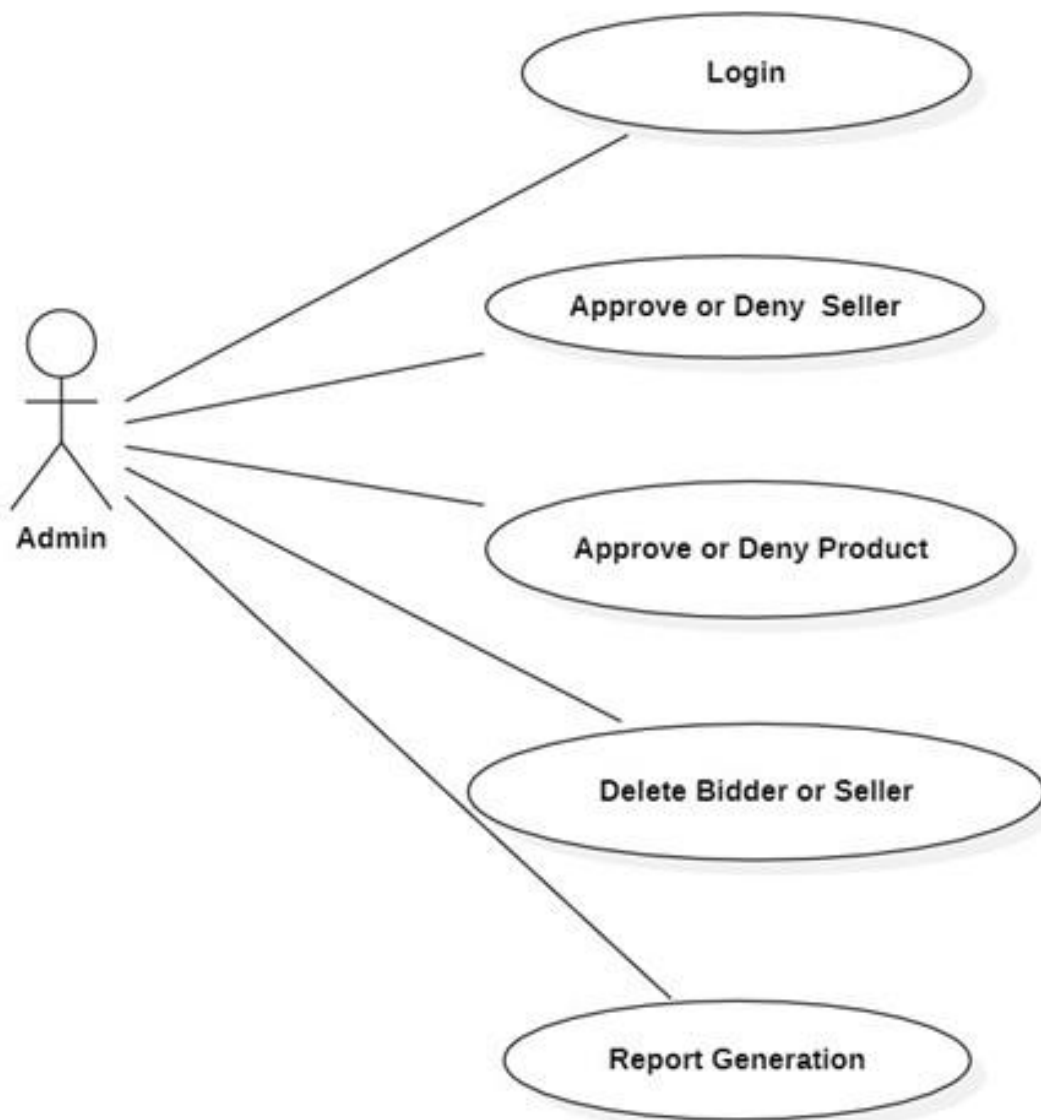 Login
Approve or Deny  Seller
Admin
Approve or Deny Product
Delete Bidder or Seller
Report Generation